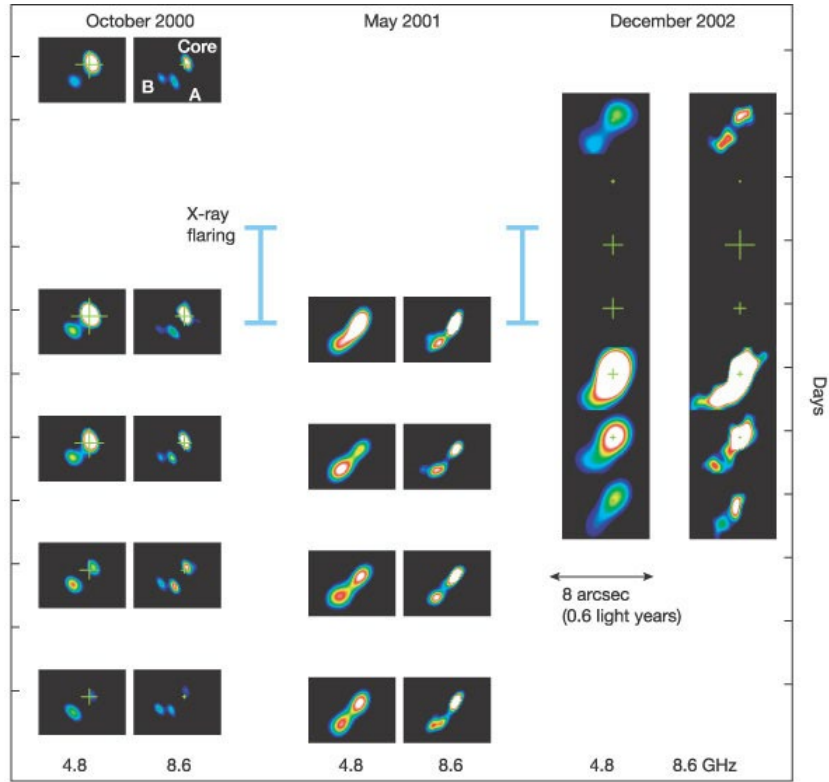 October 2000
May 2001
December 2002
Core
B
A
X-ray
flaring
Days
8 arcsec
(0.6 light years)
4.8
8.6
4.8
8.6
4.8
8.6 GHz